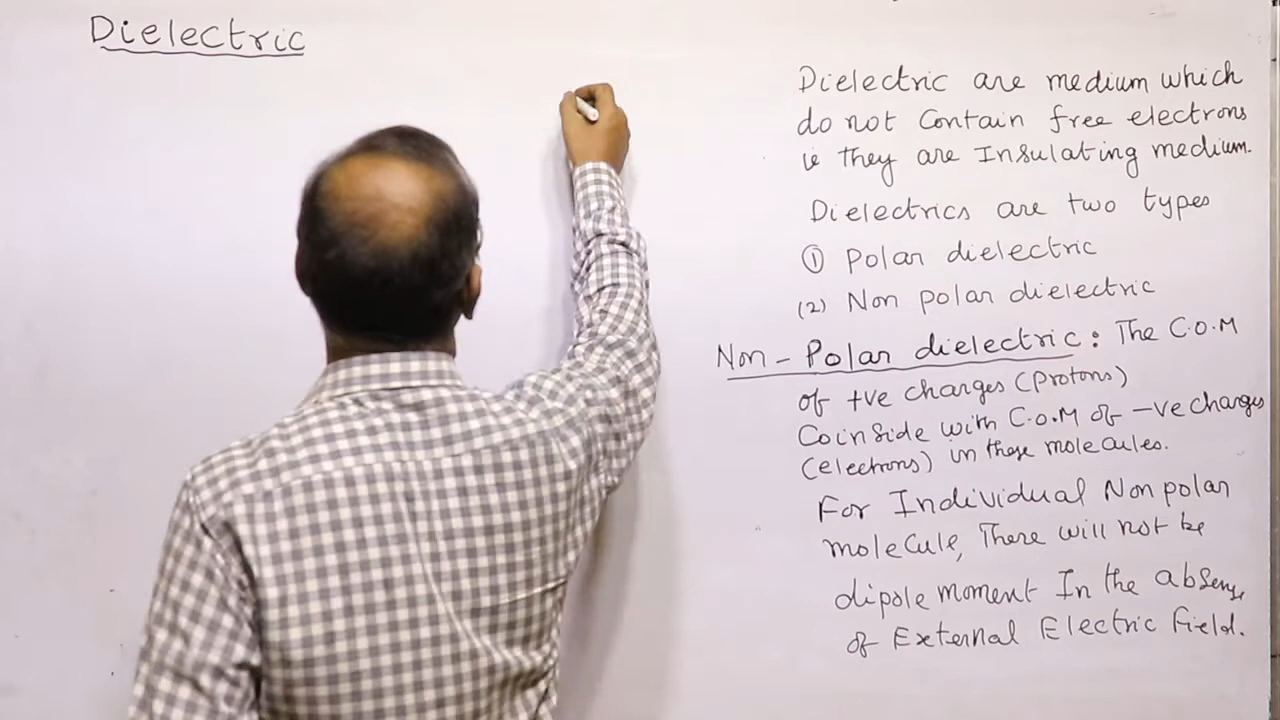 Dielectric
Dielectric are medium which
do not contain free electrons
ie they are Insulating medium.
Dielectrics are two types
① Polar dielectric
(2) Non polar dielectric
Non - Polar dielectric : The C.O.M
of +ve charges (Protons)
Coinside with C.O.M of -ve charges
(electrons) in these molecules.
For Individual Non polar
molecule, There will not be
dipole moment In the absense
of External Electric field.